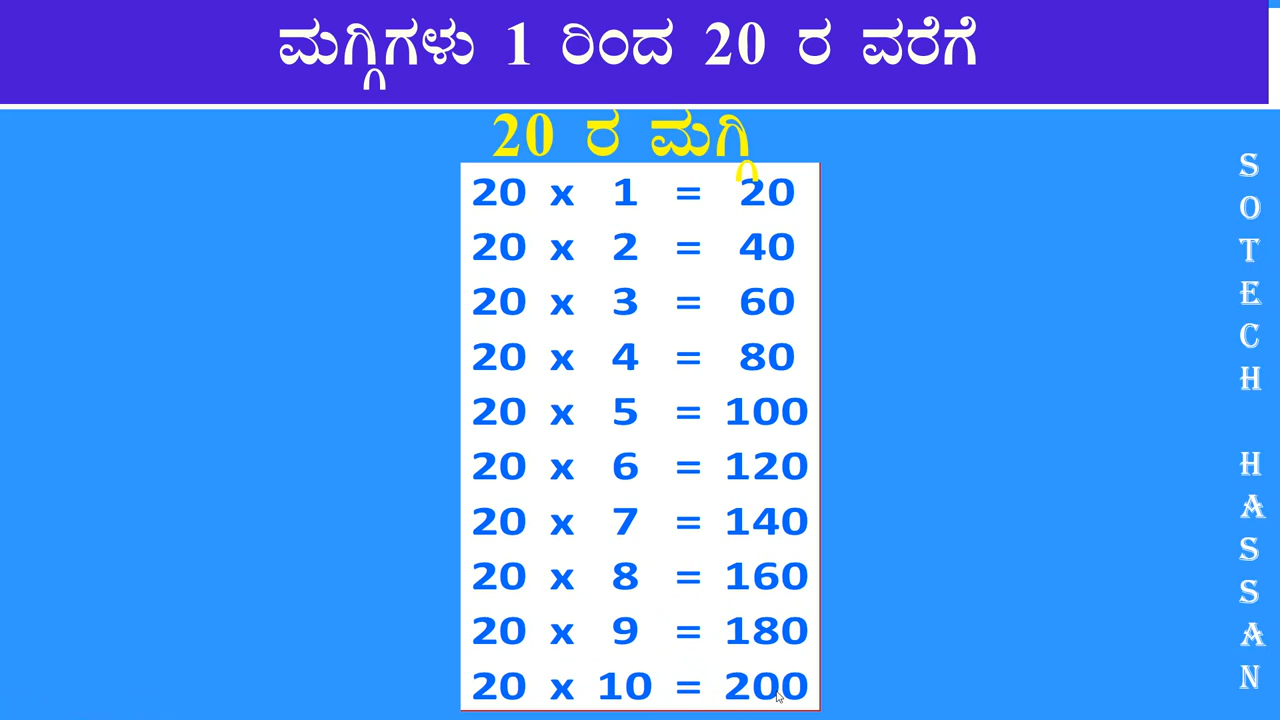 ಮಗ್ಗಿಗಳು 1 ರಿಂದ 20 ರ ವರೆಗೆ
20 ರ ಮಗ್ಗಿ
20 x 1 = 20
20 x 2 = 40
20 x 3 = 60
20 x 4 = 80
20 x 5 = 100
20 x 6 = 120
20 x 7 = 140
20 x 8 = 160
20 x 9 = 180
20 x 10 = 200
SOTECH HASSAN